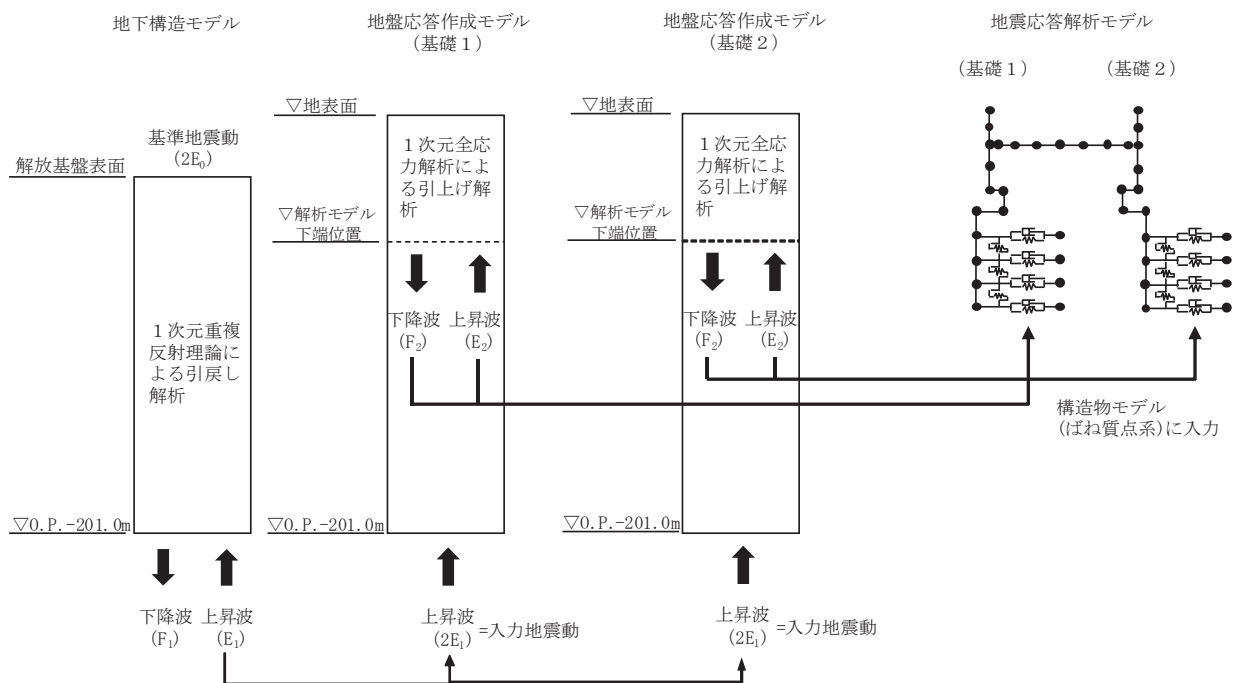 地下構造モデル
解放基盤表面
基準地震動
(2E₀)
1次元重複
反射理論に
よる引戻し
解析
▽O.P.-201.0m
下降波
(F₁)
上昇波
(E₁)
地盤応答作成モデル
(基礎1)
▽地表面
1次元全応
力解析によ
る引上げ解
析
▽解析モデル
下端位置
下降波
(F₂)
上昇波
(E₂)
▽O.P.-201.0m
上昇波
(2E₁)
=入力地震動
地盤応答作成モデル
(基礎2)
▽地表面
1次元全応
力解析によ
る引上げ解
析
▽解析モデル
下端位置
下降波
(F₂)
上昇波
(E₂)
▽O.P.-201.0m
上昇波
(2E₁)
=入力地震動
地震応答解析モデル
(基礎1)
(基礎2)
構造物モデル
(ばね質点系)に入力